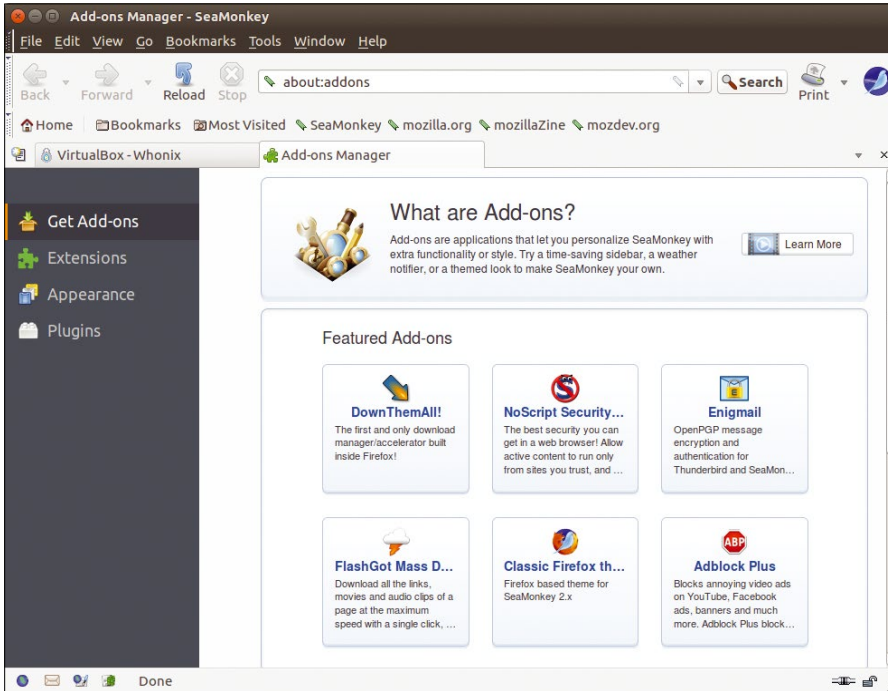 Add-ons Manager - SeaMonkey
File Edit View Go Bookmarks Tools Window Help
Back Forward Reload Stop about:addons Search Print
Home Bookmarks Most Visited SeaMonkey mozilla.org mozillaZine mozdev.org
VirtualBox - Whonix Add-ons Manager
Get Add-ons
Extensions
Appearance
Plugins
What are Add-ons?
Add-ons are applications that let you personalize SeaMonkey with
extra functionality or style. Try a time-saving sidebar, a weather
notifier, or a themed look to make SeaMonkey your own.
Learn More
Featured Add-ons
DownThemAll!
The first and only download
manager/accelerator built
inside Firefox!
NoScript Security...
The best security you can
get in a web browser! Allow
active content to run only
from sites you trust, and ...
Enigmail
OpenPGP message
encryption and
authentication for
Thunderbird and SeaMon...
FlashGot Mass D...
Download all the links,
movies and audio clips of a
page at the maximum
speed with a single click, ...
Classic Firefox th...
Firefox based theme for
SeaMonkey 2.x
ABP
Adblock Plus
Blocks annoying video ads
on YouTube, Facebook
ads, banners and much
more. Adblock Plus block...
Done